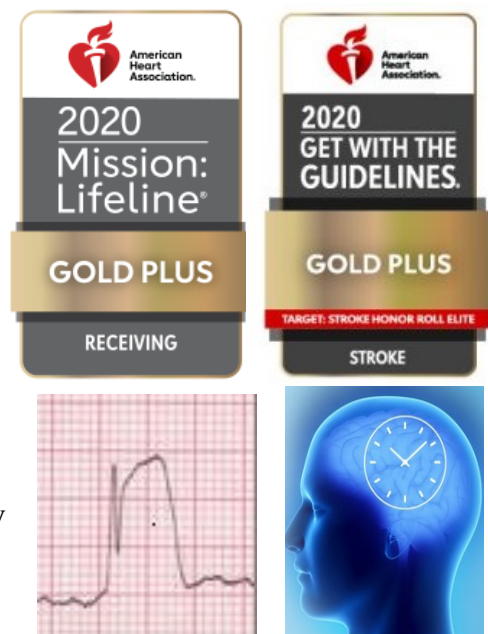 American
Heart
Association.
2020
Mission:
Lifeline®
GOLD PLUS
RECEIVING
American
Heart
Association.
2020
GET WITH THE
GUIDELINES.
GOLD PLUS
TARGET: STROKE HONOR ROLL ELITE
STROKE